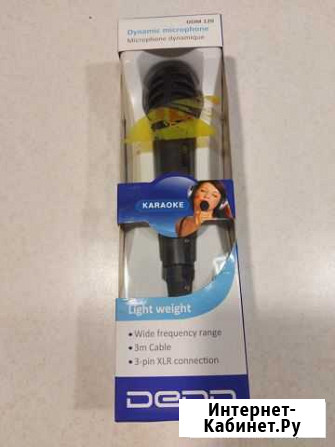 DDM 120
Dynamic microphone
Microphone dynamique
KARAOKE
Light weight
• Wide frequency range
• 3m Cable
• 3-pin XLR connection
Denn
Интернет-
Кабинет.Ру